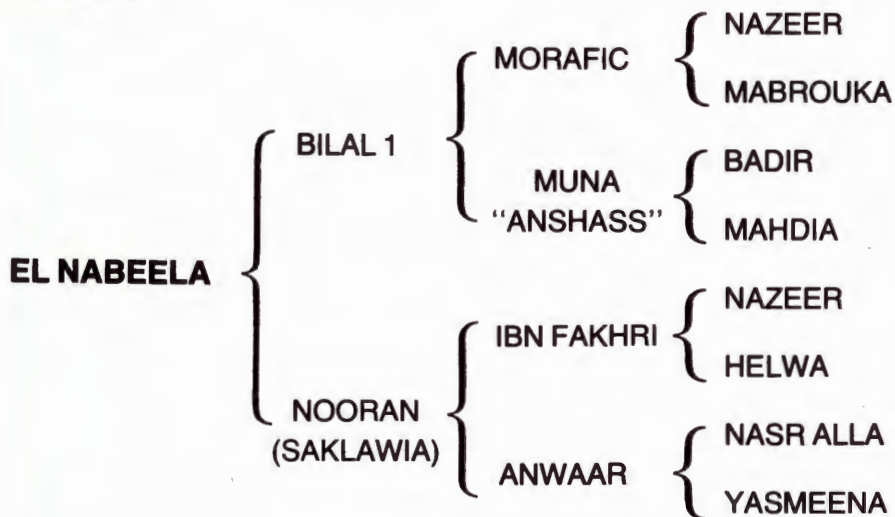 NAZEER
MORAFIC
MABROUKA
BILAL 1
BADIR
MUNA
"ANSHASS"
MAHDIA
EL NABEELA
NAZEER
IBN FAKHRI
HELWA
NOORAN
(SAKLAWIA)
NASR ALLA
ANWAAR
YASMEENA